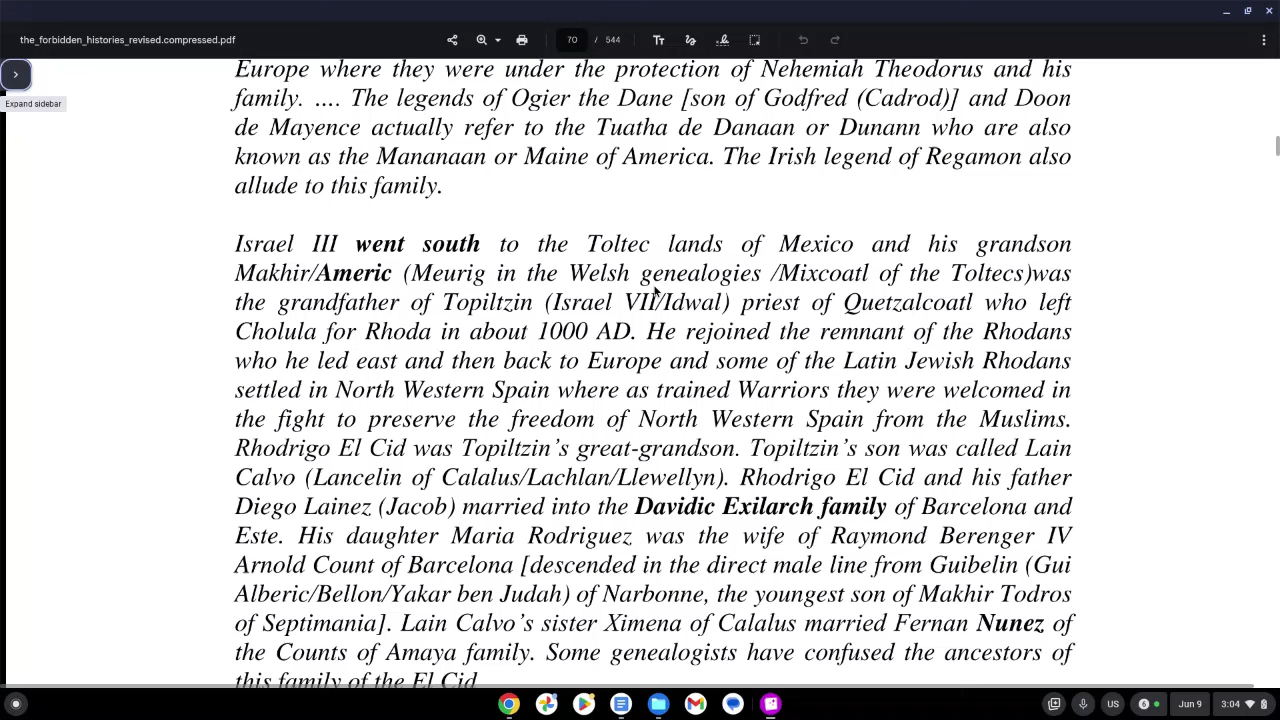 the_forbidden_histories_revised.compressed.pdf
70 / 544
Expand sidebar
Europe where they were under the protection of Nehemiah Theodorus and his
family. …. The legends of Ogier the Dane [son of Godfred (Cadrod)] and Doon
de Mayence actually refer to the Tuatha de Danaan or Dunann who are also
known as the Mananaan or Maine of America. The Irish legend of Regamon also
allude to this family.
Israel III went south to the Toltec lands of Mexico and his grandson
Makhir/Americ (Meurig in the Welsh genealogies /Mixcoatl of the Toltecs)was
the grandfather of Topiltzin (Israel VII/Idwal) priest of Quetzalcoatl who left
Cholula for Rhoda in about 1000 AD. He rejoined the remnant of the Rhodans
who he led east and then back to Europe and some of the Latin Jewish Rhodans
settled in North Western Spain where as trained Warriors they were welcomed in
the fight to preserve the freedom of North Western Spain from the Muslims.
Rhodrigo El Cid was Topiltzin’s great-grandson. Topiltzin’s son was called Lain
Calvo (Lancelin of Calalus/Lachlan/Llewellyn). Rhodrigo El Cid and his father
Diego Lainez (Jacob) married into the Davidic Exilarch family of Barcelona and
Este. His daughter Maria Rodriguez was the wife of Raymond Berenger IV
Arnold Count of Barcelona [descended in the direct male line from Guibelin (Gui
Alberic/Bellon/Yakar ben Judah) of Narbonne, the youngest son of Makhir Todros
of Septimania]. Lain Calvo’s sister Ximena of Calalus married Fernan Nunez of
the Counts of Amaya family. Some genealogists have confused the ancestors of
this family of the El Cid
US
6
Jun 9
3:04